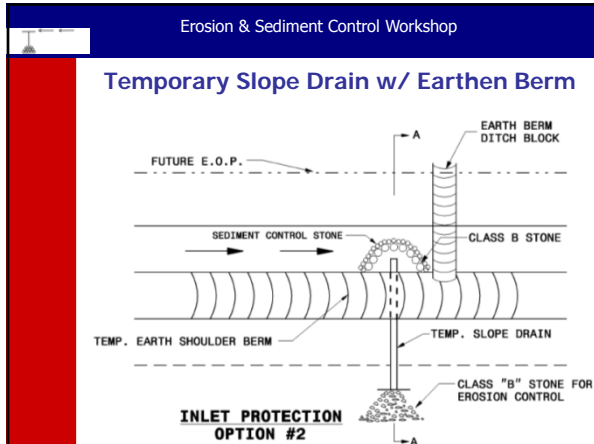 Erosion & Sediment Control Workshop
Temporary Slope Drain w/ Earthen Berm
A
EARTH BERM
DITCH BLOCK
FUTURE E.O.P.
SEDIMENT CONTROL STONE
CLASS B STONE
TEMP. EARTH SHOULDER BERM
TEMP. SLOPE DRAIN
CLASS "B" STONE FOR
EROSION CONTROL
INLET PROTECTION
OPTION #2
A